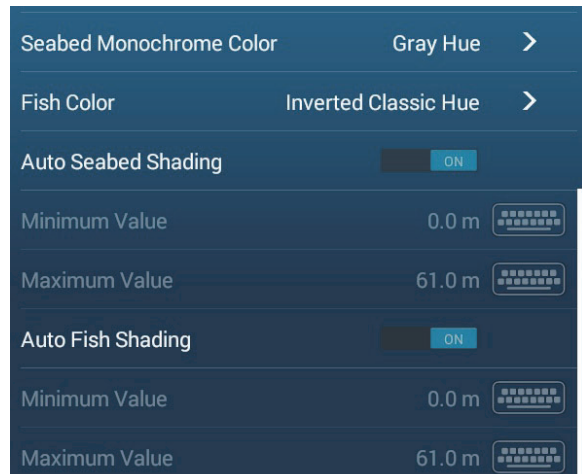 Seabed Monochrome Color Gray Hue >
Fish Color Inverted Classic Hue >
Auto Seabed Shading ON
Minimum Value 0.0 m
Maximum Value 61.0 m
Auto Fish Shading ON
Minimum Value 0.0 m
Maximum Value 61.0 m